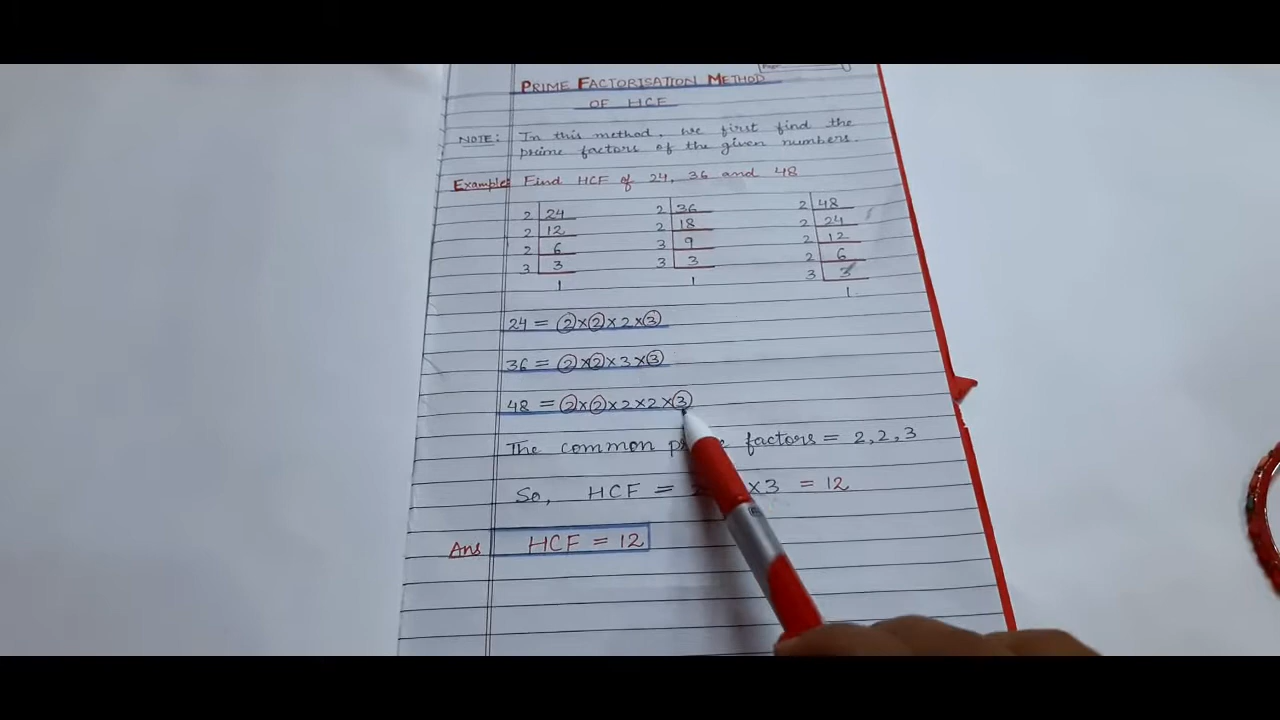 PRIME FACTORISATION METHOD
OF HCF
NOTE: In this method, we first find the
prime factors of the given numbers.
Example: Find HCF of 24, 36 and 48
2 24 2 36 2 48
2 12 2 18 2 24
2 6 3 9 2 12
3 3 3 3 2 6
1 1 3 3
1
24 = 2×2×2×3
36 = 2×2×3×3
48 = 2×2×2×2×3
The common factors = 2, 2, 3
So, HCF = 2 ×3 = 12
Ans HCF = 12